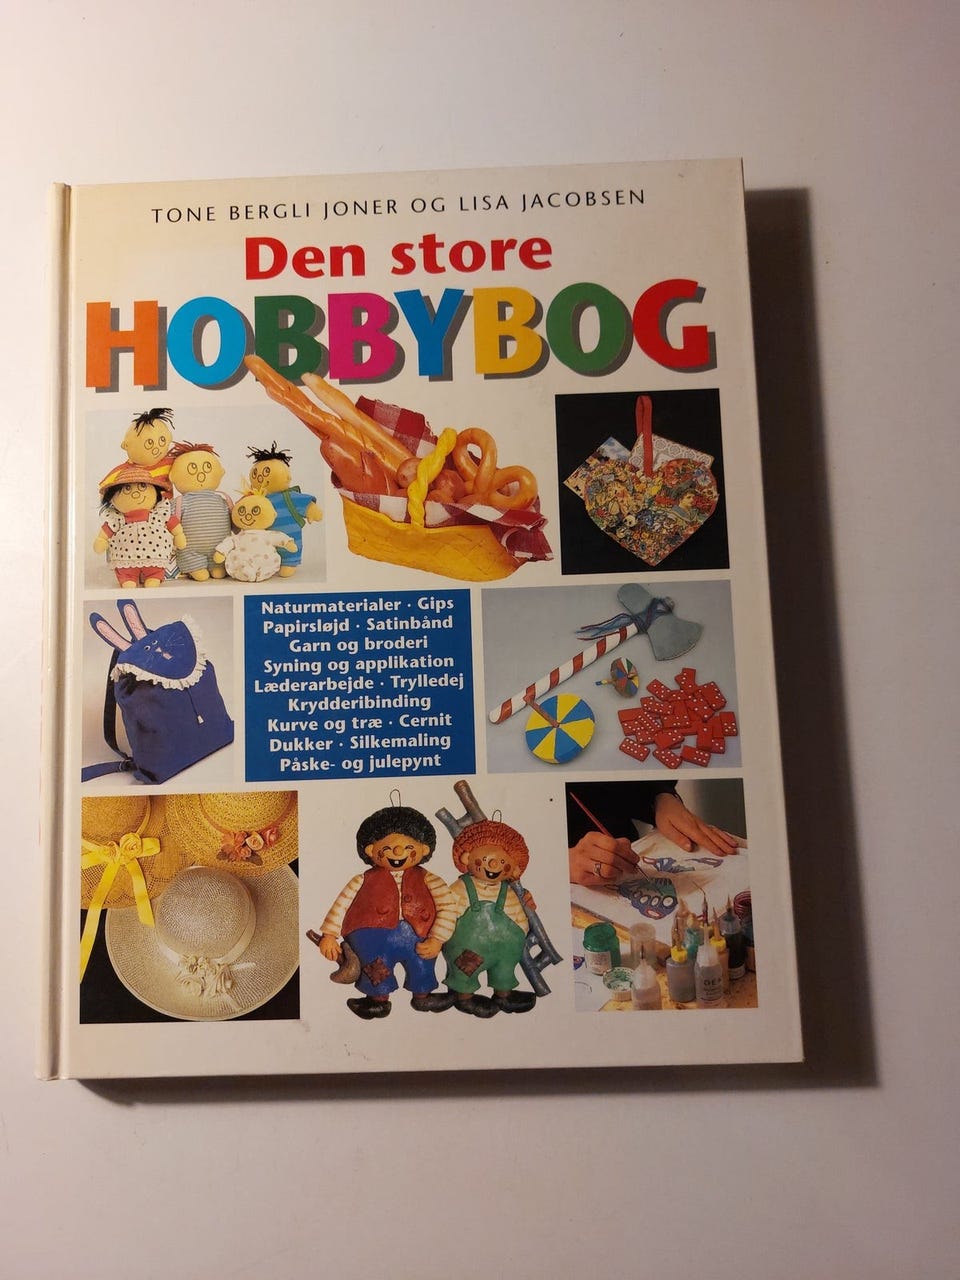 TONE BERGLI JONER OG LISA JACOBSEN
Den store
HOBBYBOG
Naturmaterialer · Gips
Papirsløjd · Satinbånd
Garn og broderi
Syning og applikation
Læderarbejde · Trylledej
Krydderibinding
Kurve og træ · Cernit
Dukker · Silkemaling
Påske- og julepynt